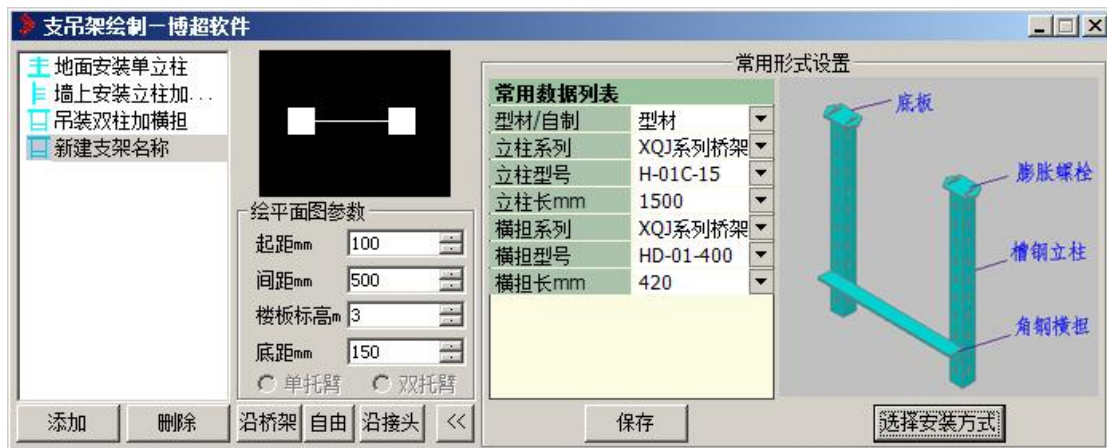 支吊架绘制－博超软件
地面安装单立柱
墙上安装立柱加...
吊装双柱加横担
新建支架名称
添加
删除
绘平面图参数
起距mm 100
间距mm 500
楼板标高m 3
底距mm 150
单托臂 双托臂
沿桥架 自由 沿接头 <<
常用形式设置
常用数据列表
型材/自制 型材
立柱系列 XQJ系列桥架
立柱型号 H-01C-15
立柱长mm 1500
横担系列 XQJ系列桥架
横担型号 HD-01-400
横担长mm 420
底板
膨胀螺栓
槽钢立柱
角钢横担
保存
选择安装方式